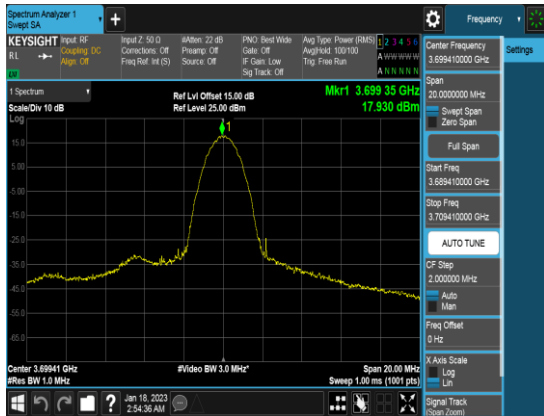 Spectrum Analyzer 1
Swept SA
+
Frequency
KEYSIGHT
RL
Input: RF
Coupling: DC
Align: Off
Input Z: 50 Ω
Corrections: Off
Freq Ref: Int (S)
#Atten: 22 dB
Preamp: Off
Source: Off
PNO: Best Wide
Gate: Off
IF Gain: Low
Sig Track: Off
Avg Type: Power (RMS)
Avg|Hold: 100/100
Trig: Free Run
1 2 3 4 5 6
A W W W W W
A N N N N N
1 Spectrum
Scale/Div 10 dB
Ref Lvl Offset 15.00 dB
Ref Level 25.00 dBm
Mkr1 3.699 35 GHz
17.930 dBm
Log
1
15.0
5.00
-5.00
-15.0
-25.0
-35.0
-45.0
-55.0
-65.0
Center 3.69941 GHz
#Res BW 1.0 MHz
#Video BW 3.0 MHz*
Span 20.00 MHz
Sweep 1.00 ms (1001 pts)
Jan 18, 2023
2:54:36 AM
?
Center Frequency
3.699410000 GHz
Span
20.0000000 MHz
Swept Span
Zero Span
Full Span
Start Freq
3.689410000 GHz
Stop Freq
3.709410000 GHz
AUTO TUNE
CF Step
2.000000 MHz
Auto
Man
Freq Offset
0 Hz
X Axis Scale
Log
Lin
Signal Track
(Span Zoom)
Settings